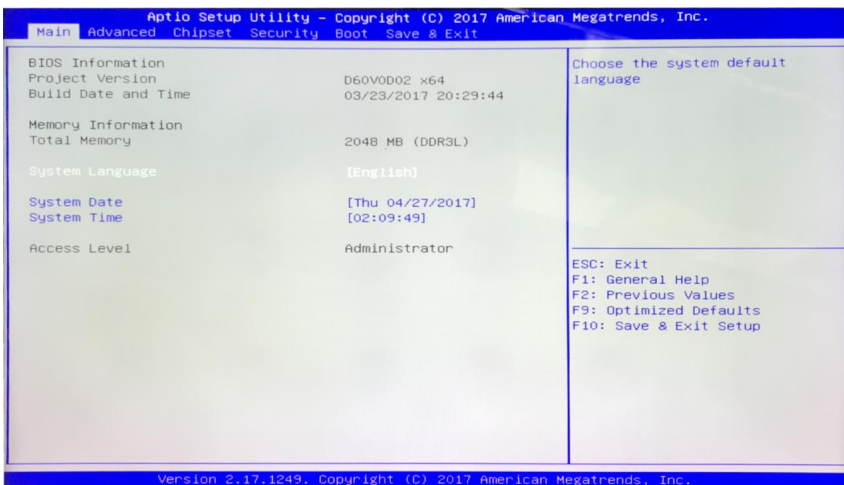 Aptio Setup Utility – Copyright (C) 2017 American Megatrends, Inc.
Main Advanced Chipset Security Boot Save & Exit
BIOS Information
Project Version D60V0D02 x64
Build Date and Time 03/23/2017 20:29:44
Memory Information
Total Memory 2048 MB (DDR3L)
System Language [English]
System Date [Thu 04/27/2017]
System Time [02:09:49]
Access Level Administrator
Choose the system default
language
ESC: Exit
F1: General Help
F2: Previous Values
F9: Optimized Defaults
F10: Save & Exit Setup
Version 2.17.1249. Copyright (C) 2017 American Megatrends, Inc.